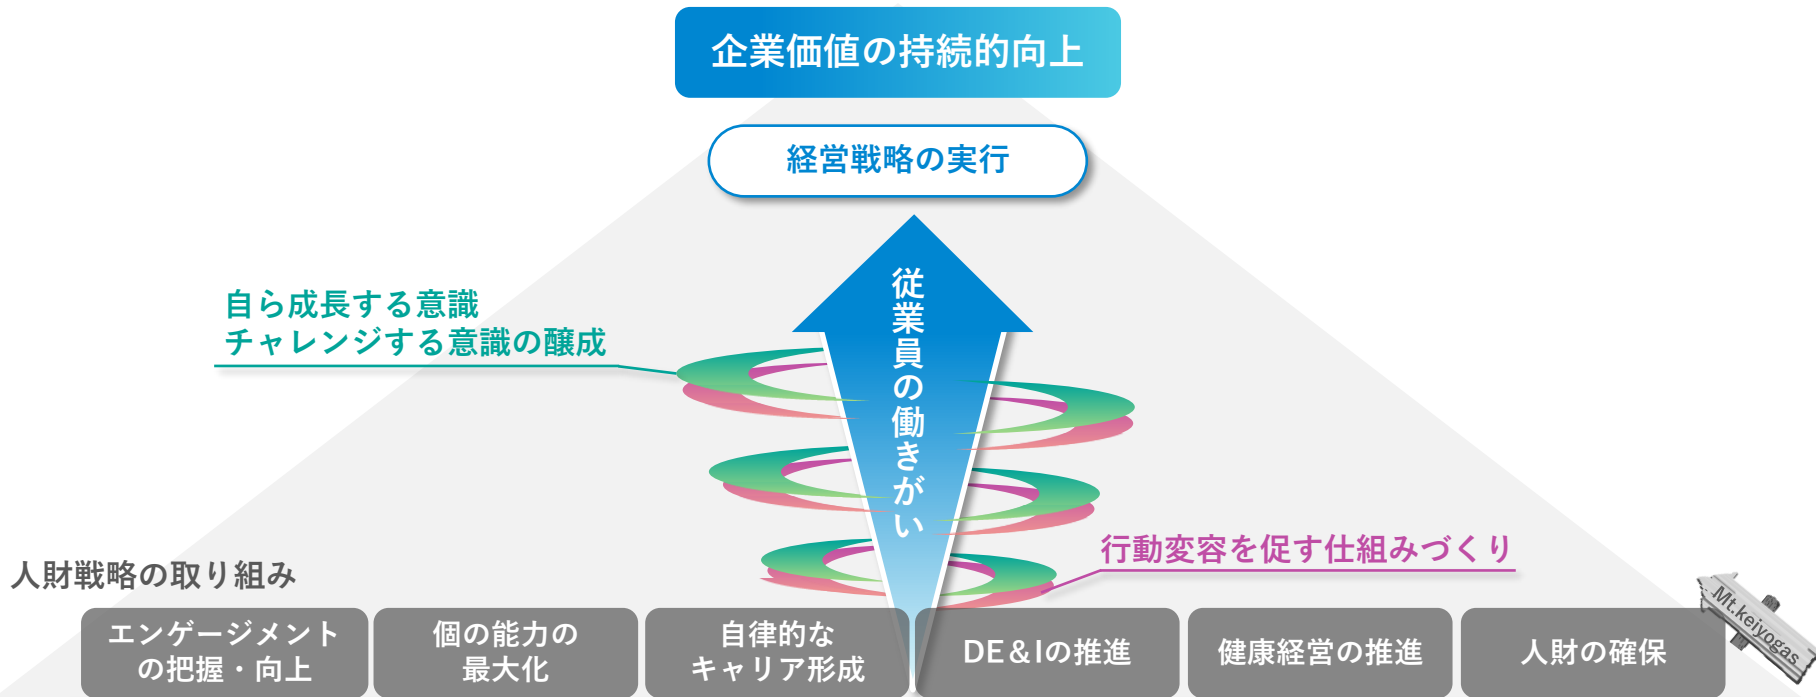 企業価値の持続的向上
経営戦略の実行
従業員の働きがい
自ら成長する意識
チャレンジする意識の醸成
行動変容を促す仕組みづくり
人財戦略の取り組み
エンゲージメント
の把握・向上
個の能力の
最大化
自律的な
キャリア形成
DE&Iの推進
健康経営の推進
人財の確保
Mt.keiyogas